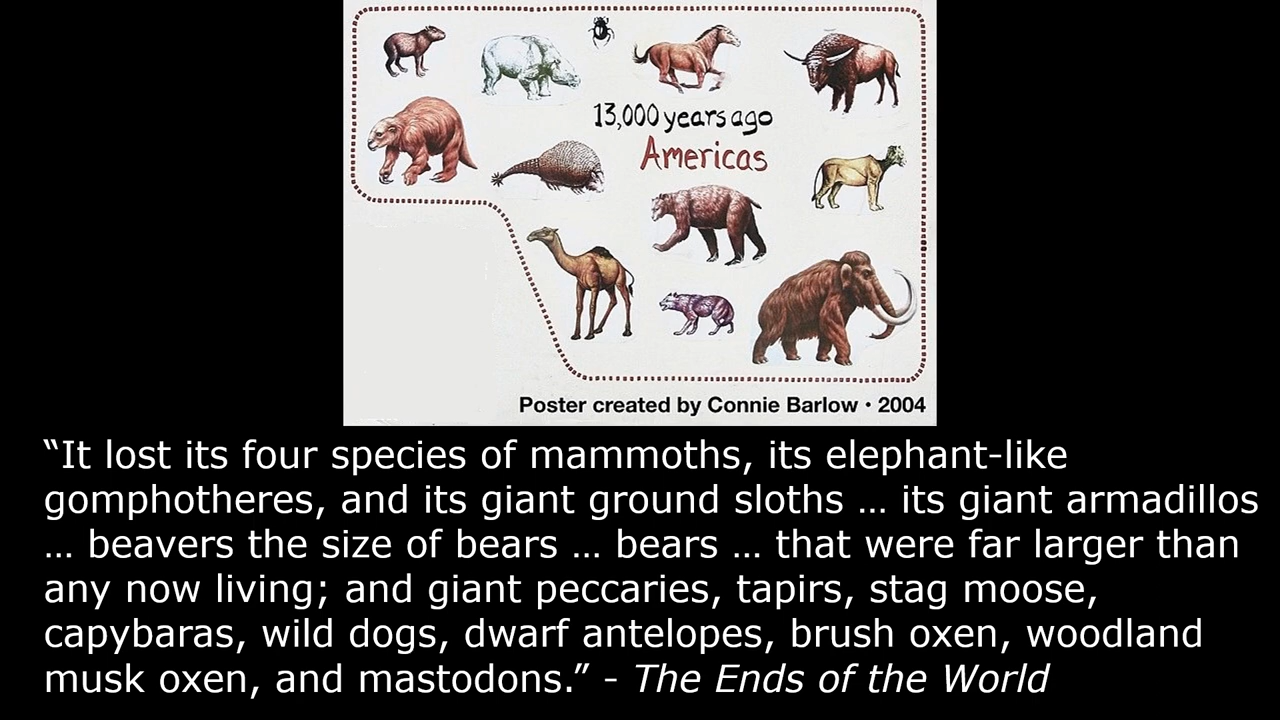 13,000 years ago
Americas
Poster created by Connie Barlow • 2004
“It lost its four species of mammoths, its elephant-like
gomphotheres, and its giant ground sloths … its giant armadillos
… beavers the size of bears … bears … that were far larger than
any now living; and giant peccaries, tapirs, stag moose,
capybaras, wild dogs, dwarf antelopes, brush oxen, woodland
musk oxen, and mastodons.” - The Ends of the World